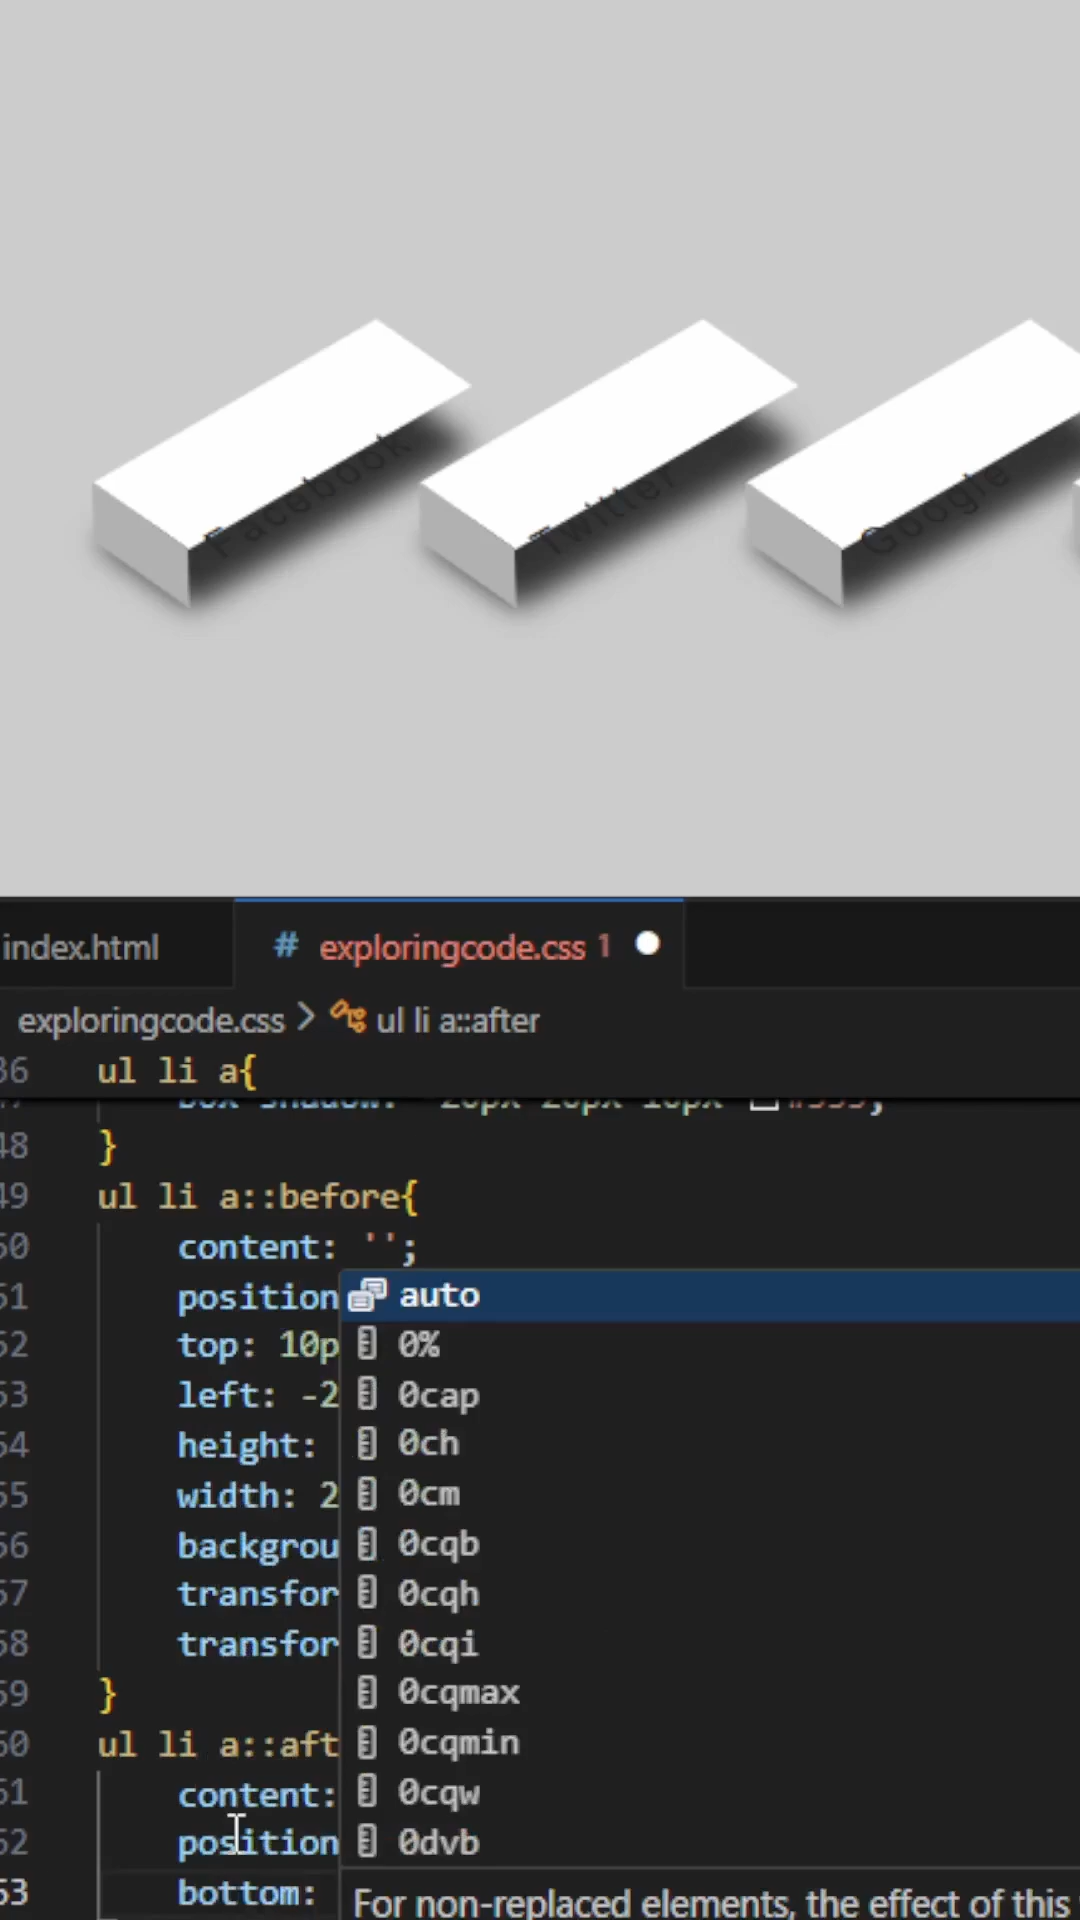 Facebook
Twitter
Google
index.html
# exploringcode.css 1
exploringcode.css > ul li a::after
36 ul li a{
48 }
49 ul li a::before{
50 content: '';
51 position
52 top: 10p
53 left: -2
54 height:
55 width: 2
56 backgrou
57 transfor
58 transfor
59 }
60 ul li a::aft
61 content:
62 position
63 bottom:
auto
0%
0cap
0ch
0cm
0cqb
0cqh
0cqi
0cqmax
0cqmin
0cqw
0dvb
For non-replaced elements, the effect of this